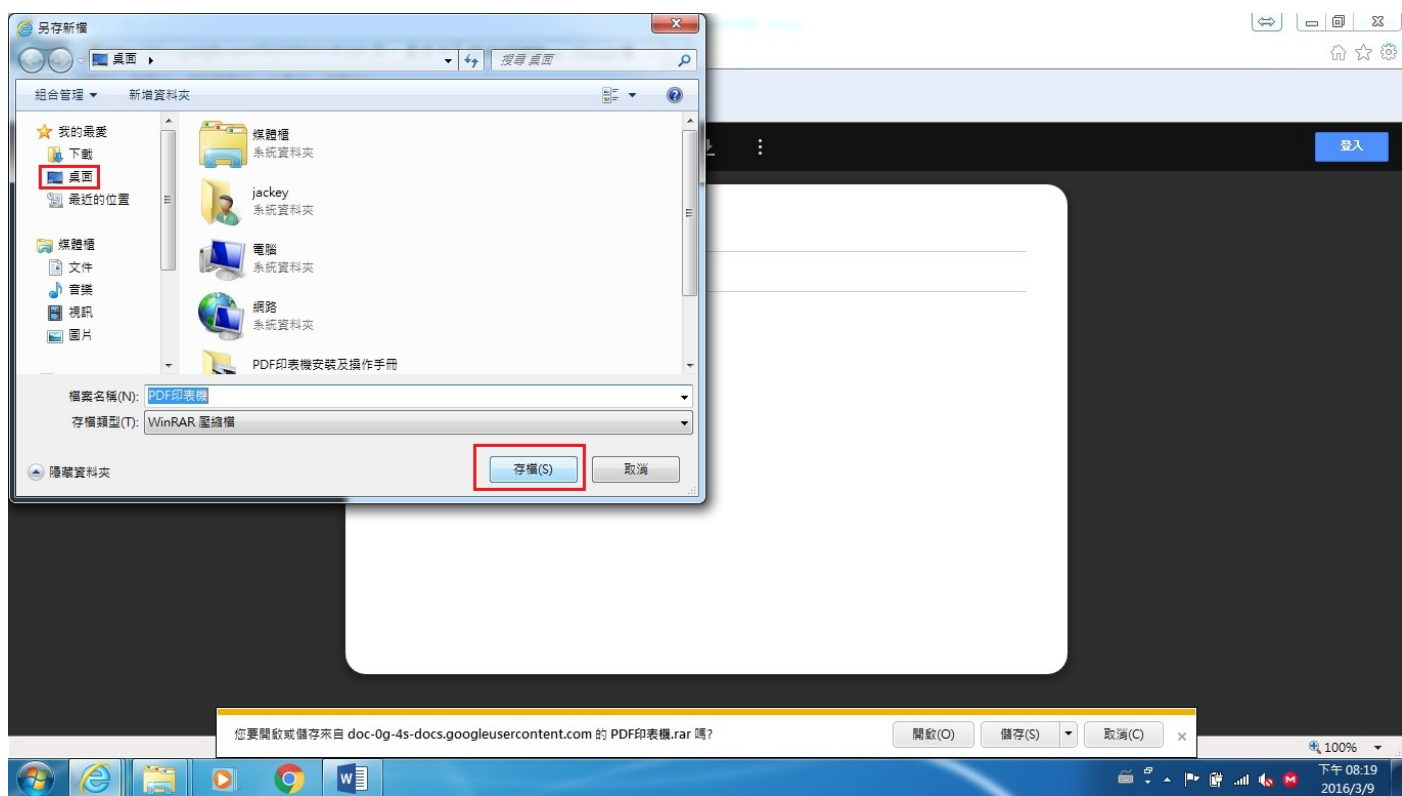 另存新檔
桌面
搜尋 桌面
組合管理
新增資料夾
我的最愛
下載
桌面
最近的位置
媒體櫃
文件
音樂
視訊
圖片
媒體櫃
系統資料夾
jackey
系統資料夾
電腦
系統資料夾
網路
系統資料夾
PDF印表機安裝及操作手冊
檔案名稱(N): PDF印表機
存檔類型(T): WinRAR 壓縮檔
隱藏資料夾
存檔(S)
取消
登入
您要開啟或儲存來自 doc-0g-4s-docs.googleusercontent.com 的 PDF印表機.rar 嗎?
開啟(O)
儲存(S)
取消(C)
100%
下午 08:19
2016/3/9